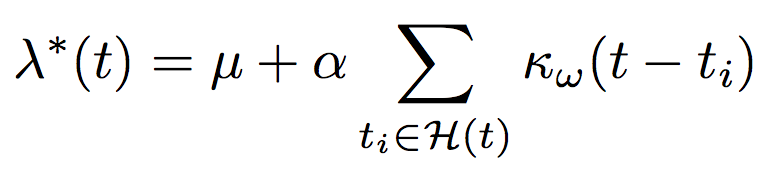 λ*(t) = μ + α ∑_{t_i∈ℋ(t)} κ_ω(t − t_i)